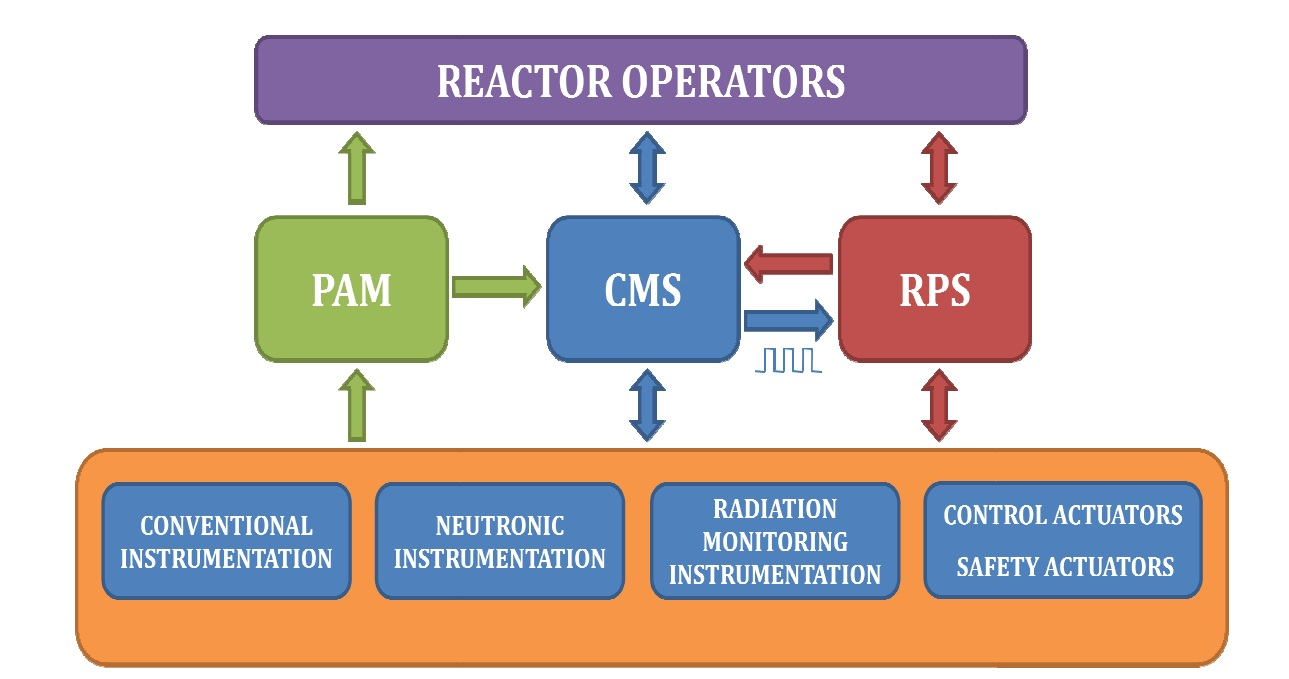 REACTOR OPERATORS
PAM
CMS
RPS
CONVENTIONAL
INSTRUMENTATION
NEUTRONIC
INSTRUMENTATION
RADIATION
MONITORING
INSTRUMENTATION
CONTROL ACTUATORS
SAFETY ACTUATORS